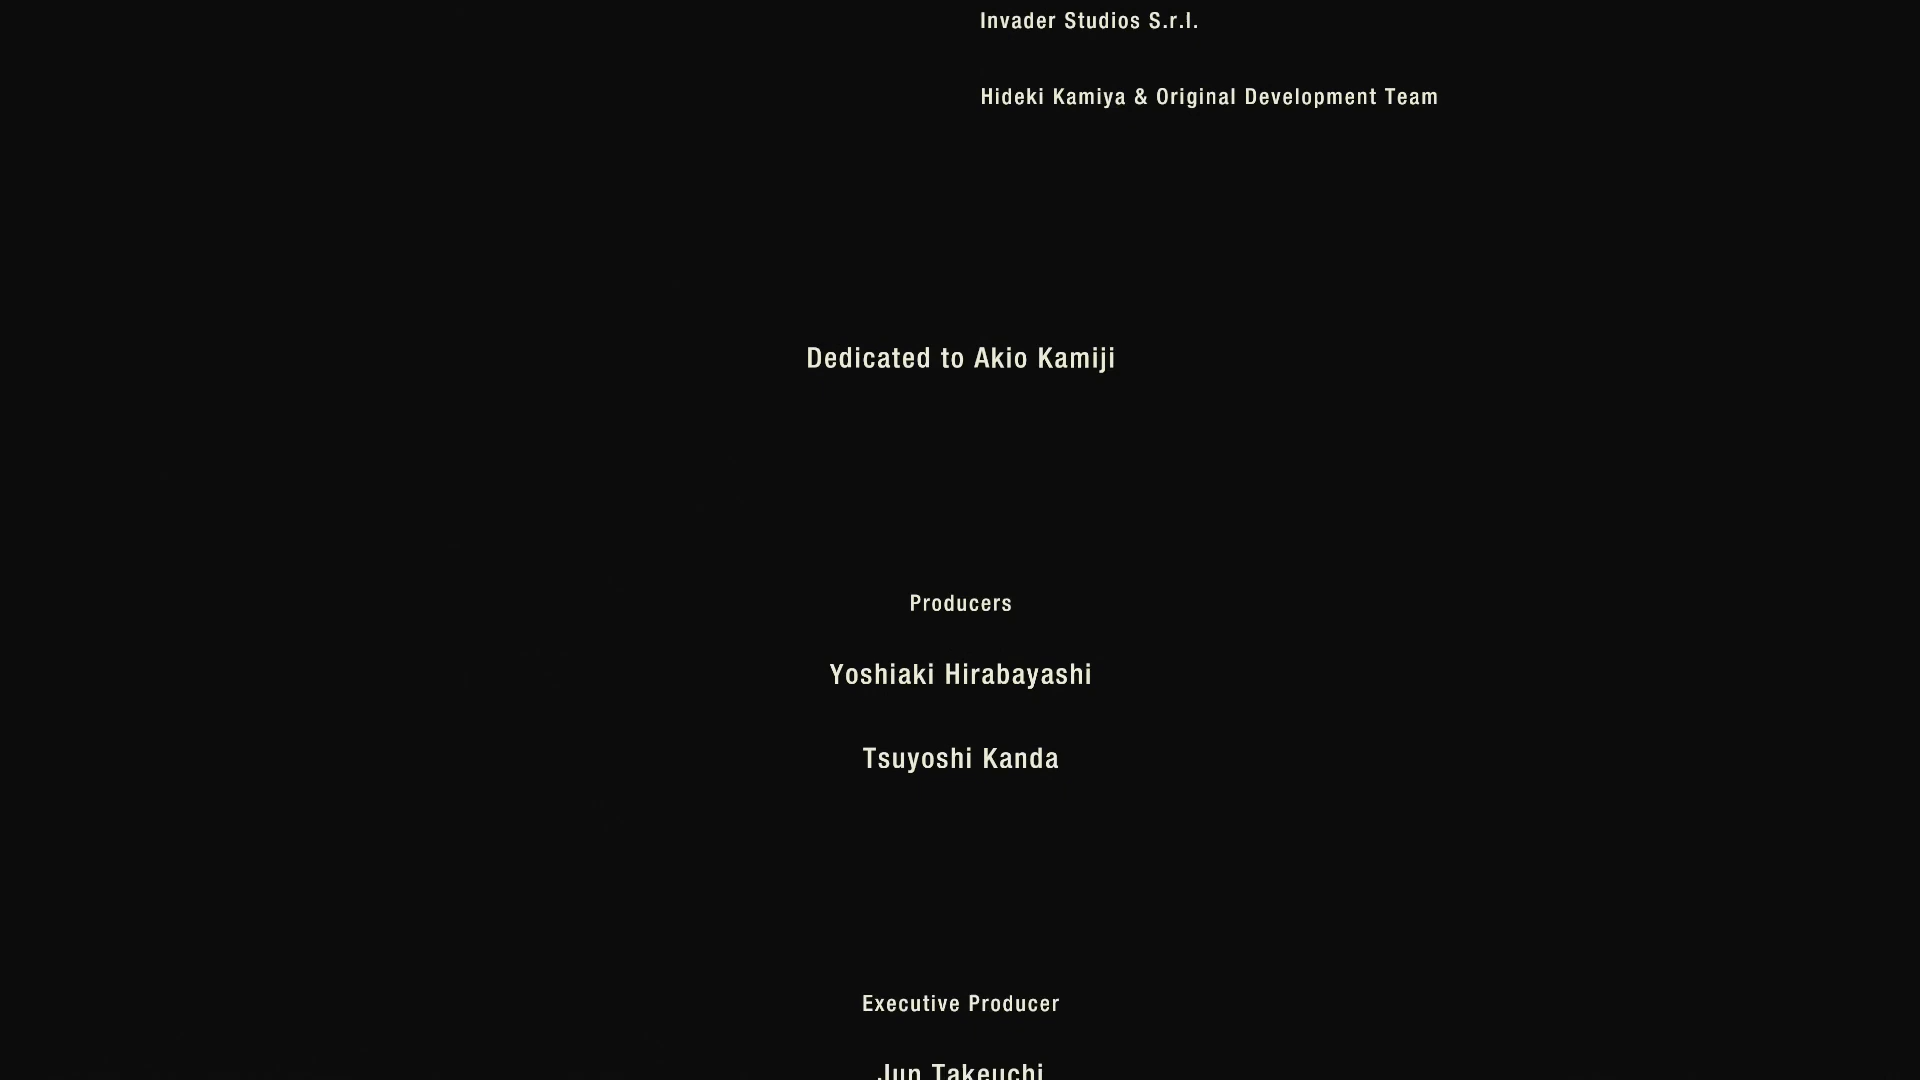 Invader Studios S.r.l.
Hideki Kamiya & Original Development Team
Dedicated to Akio Kamiji
Producers
Yoshiaki Hirabayashi
Tsuyoshi Kanda
Executive Producer
Jun Takeuchi